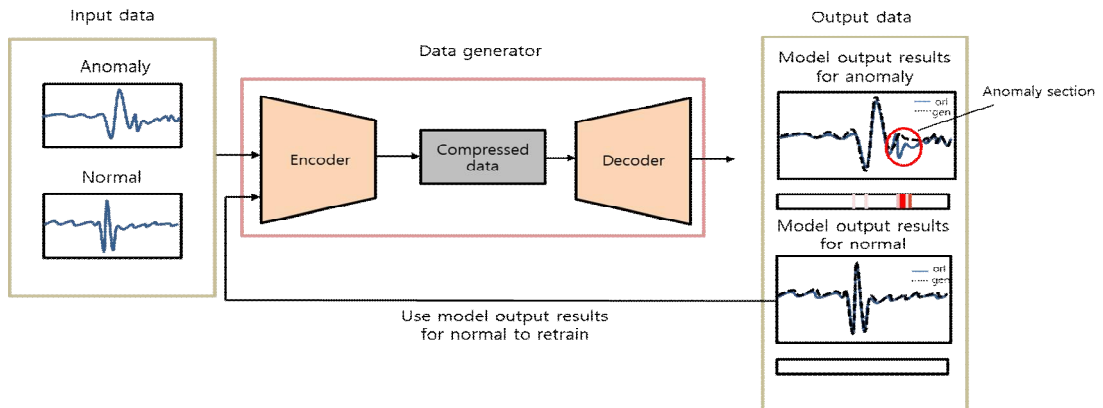 Input data
Anomaly
Normal
Data generator
Encoder
Compressed
data
Decoder
Use model output results
for normal to retrain
Output data
Model output results
for anomaly
ori
gen
Anomaly section
Model output results
for normal
ori
gen